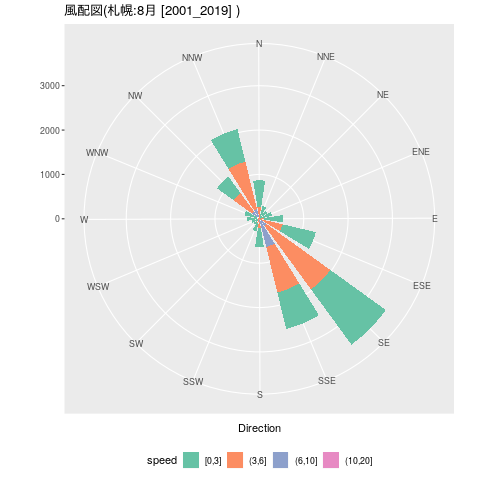 風配図(札幌:8月 [2001_2019] )
N
NNW
NNE
NW
NE
3000
2000
WNW
ENE
1000
0
W
E
WSW
ESE
SW
SE
SSW
SSE
S
Direction
speed [0,3] (3,6] (6,10] (10,20]